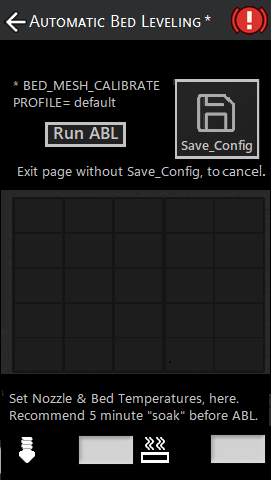 Automatic Bed Leveling *
* BED_MESH_CALIBRATE
PROFILE= default
Run ABL
Save_Config
Exit page without Save_Config, to cancel.
Set Nozzle & Bed Temperatures, here.
Recommend 5 minute "soak" before ABL.